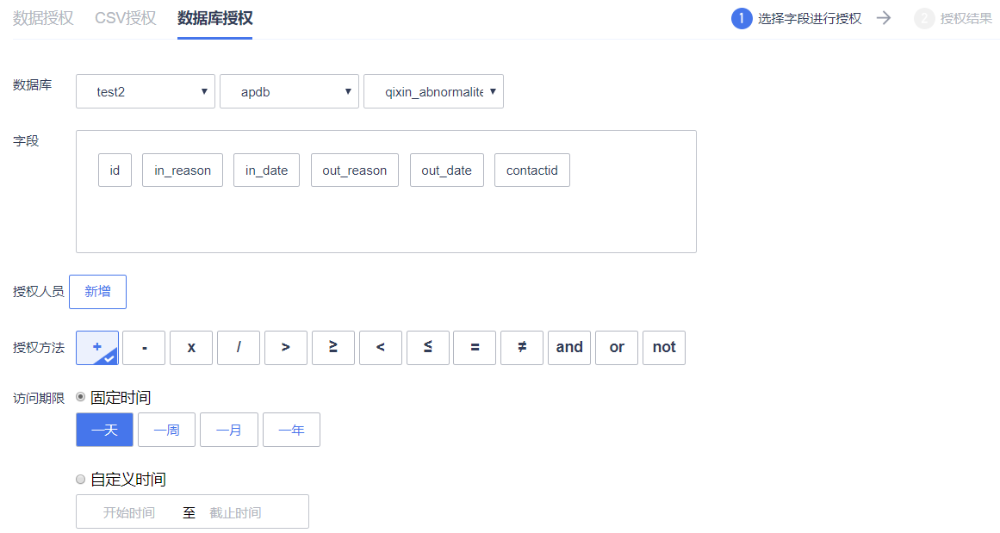 数据授权 CSV授权 数据库授权 1 选择字段进行授权 → 2 授权结果
数据库 test2 apdb qixin_abnormalite
字段
id in_reason in_date out_reason out_date contactid
授权人员 新增
授权方法 + - x / > ≥ < ≤ = ≠ and or not
访问期限 固定时间
一天 一周 一月 一年
自定义时间
开始时间 至 截止时间